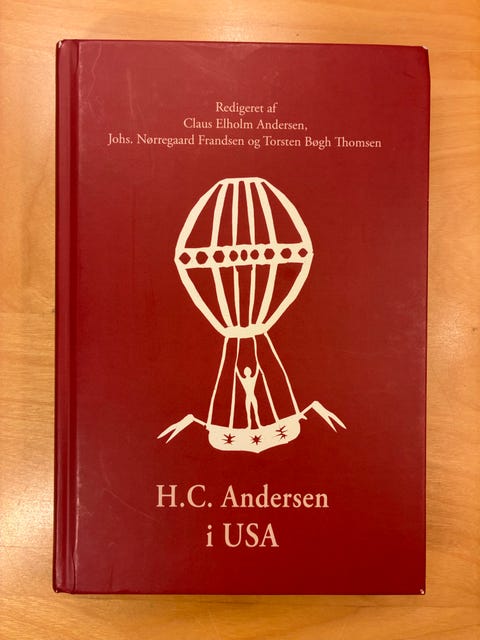 Redigeret af
Claus Elholm Andersen,
Johs. Nørregaard Frandsen og Torsten Bøgh Thomsen
H.C. Andersen
i USA